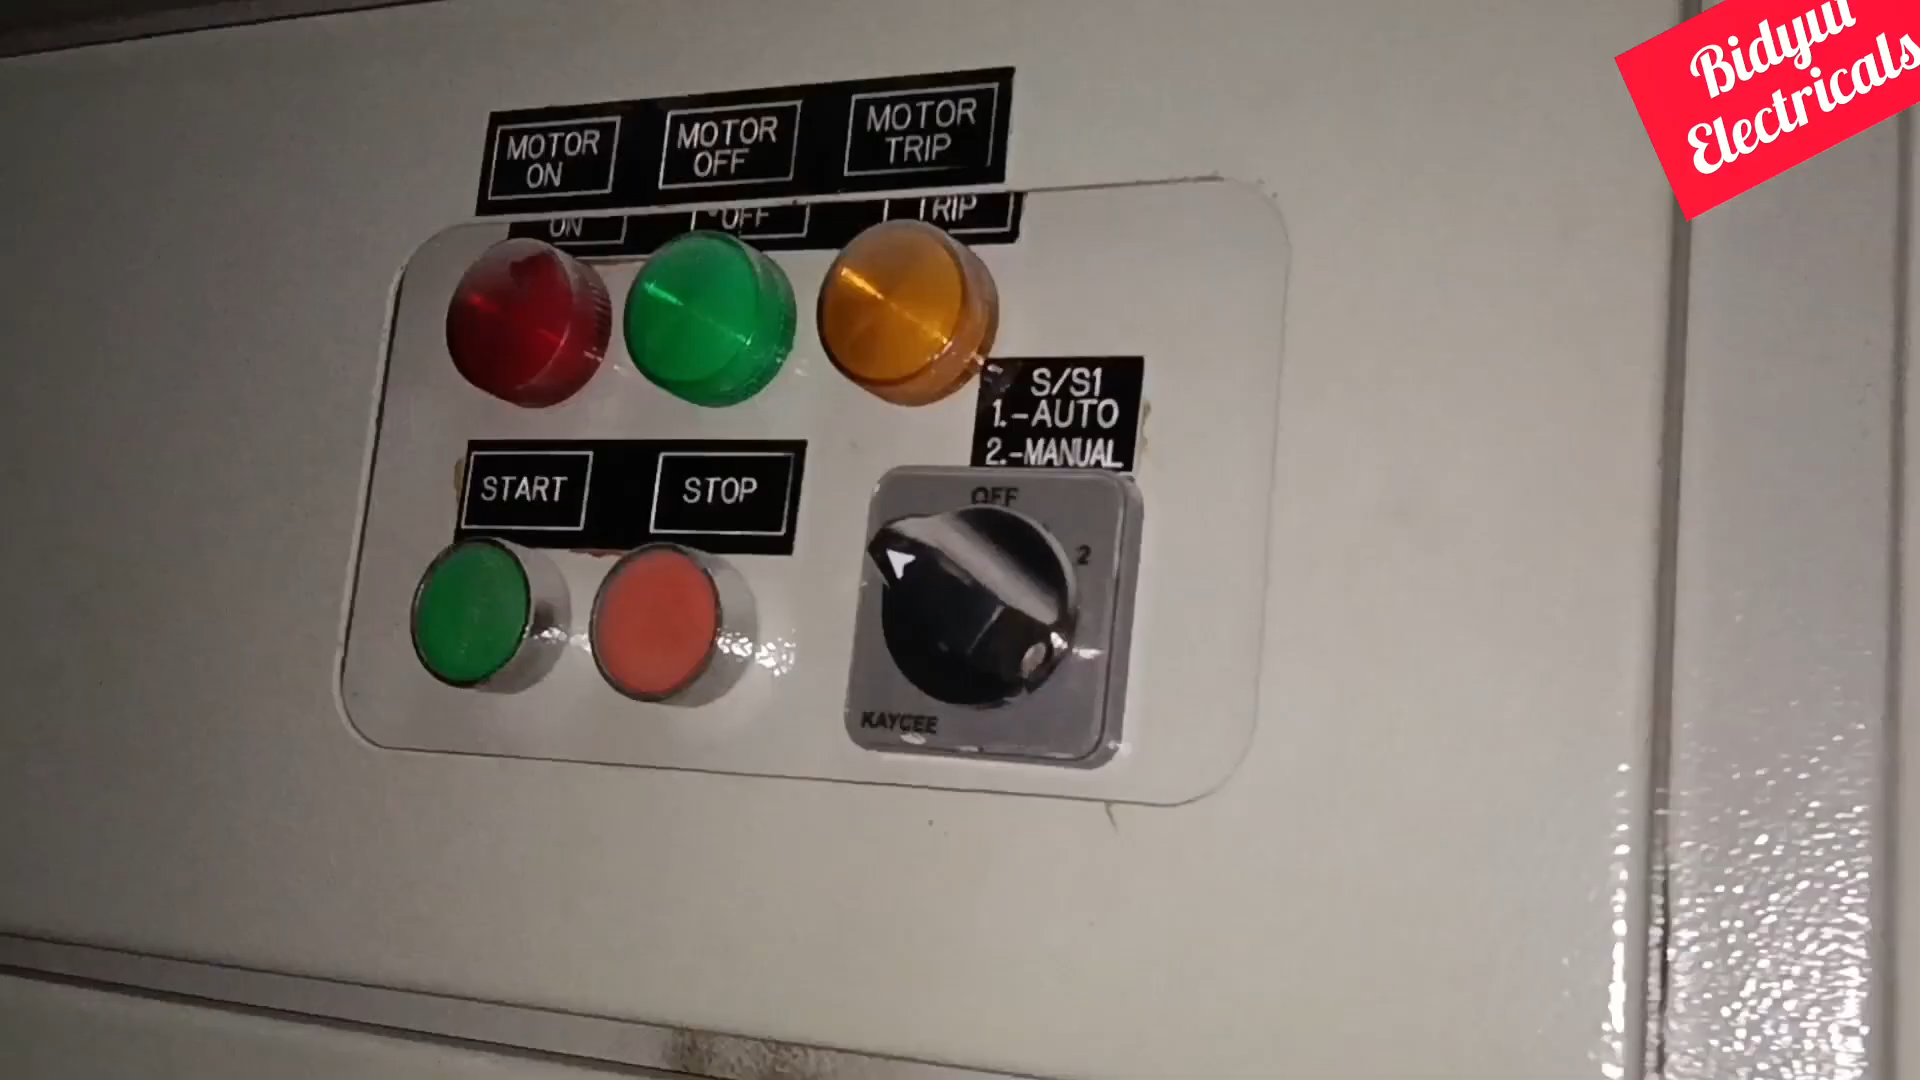 Bidyut
Electricals
MOTOR
ON
MOTOR
OFF
MOTOR
TRIP
ON
OFF
TRIP
S/S1
1.-AUTO
2.-MANUAL
START
STOP
OFF
2
KAYCEE